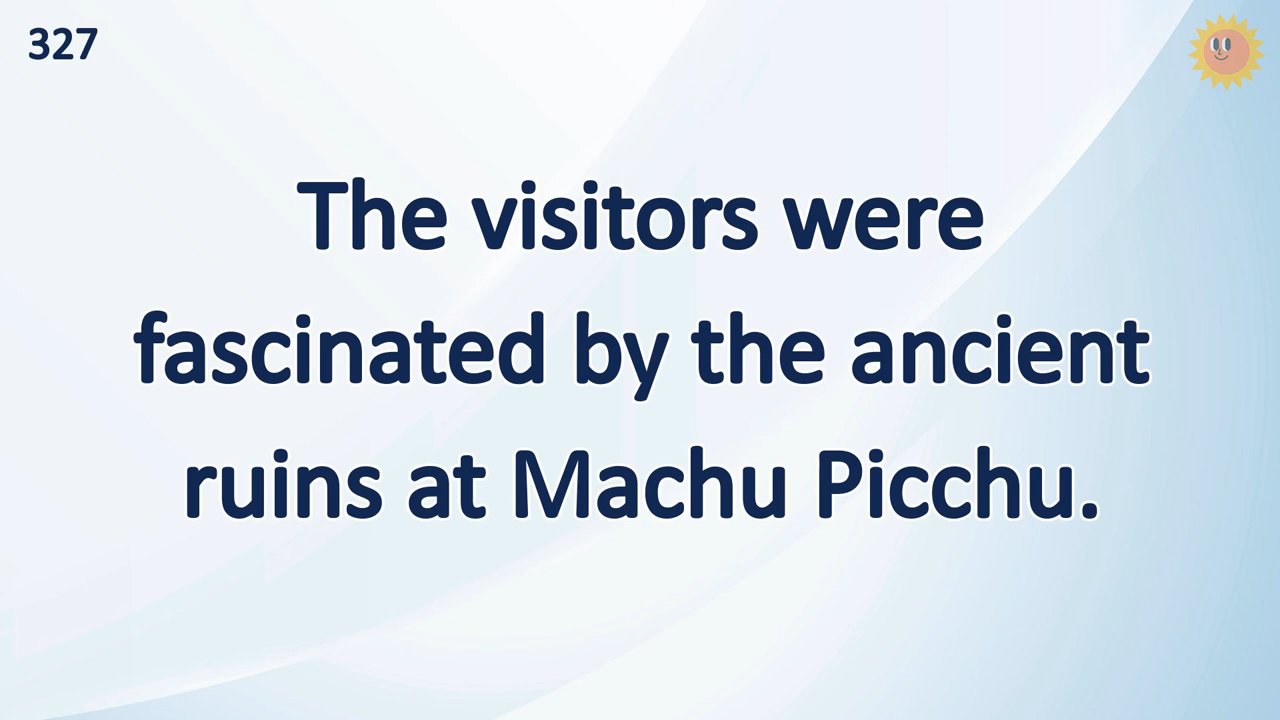 327
The visitors were
fascinated by the ancient
ruins at Machu Picchu.